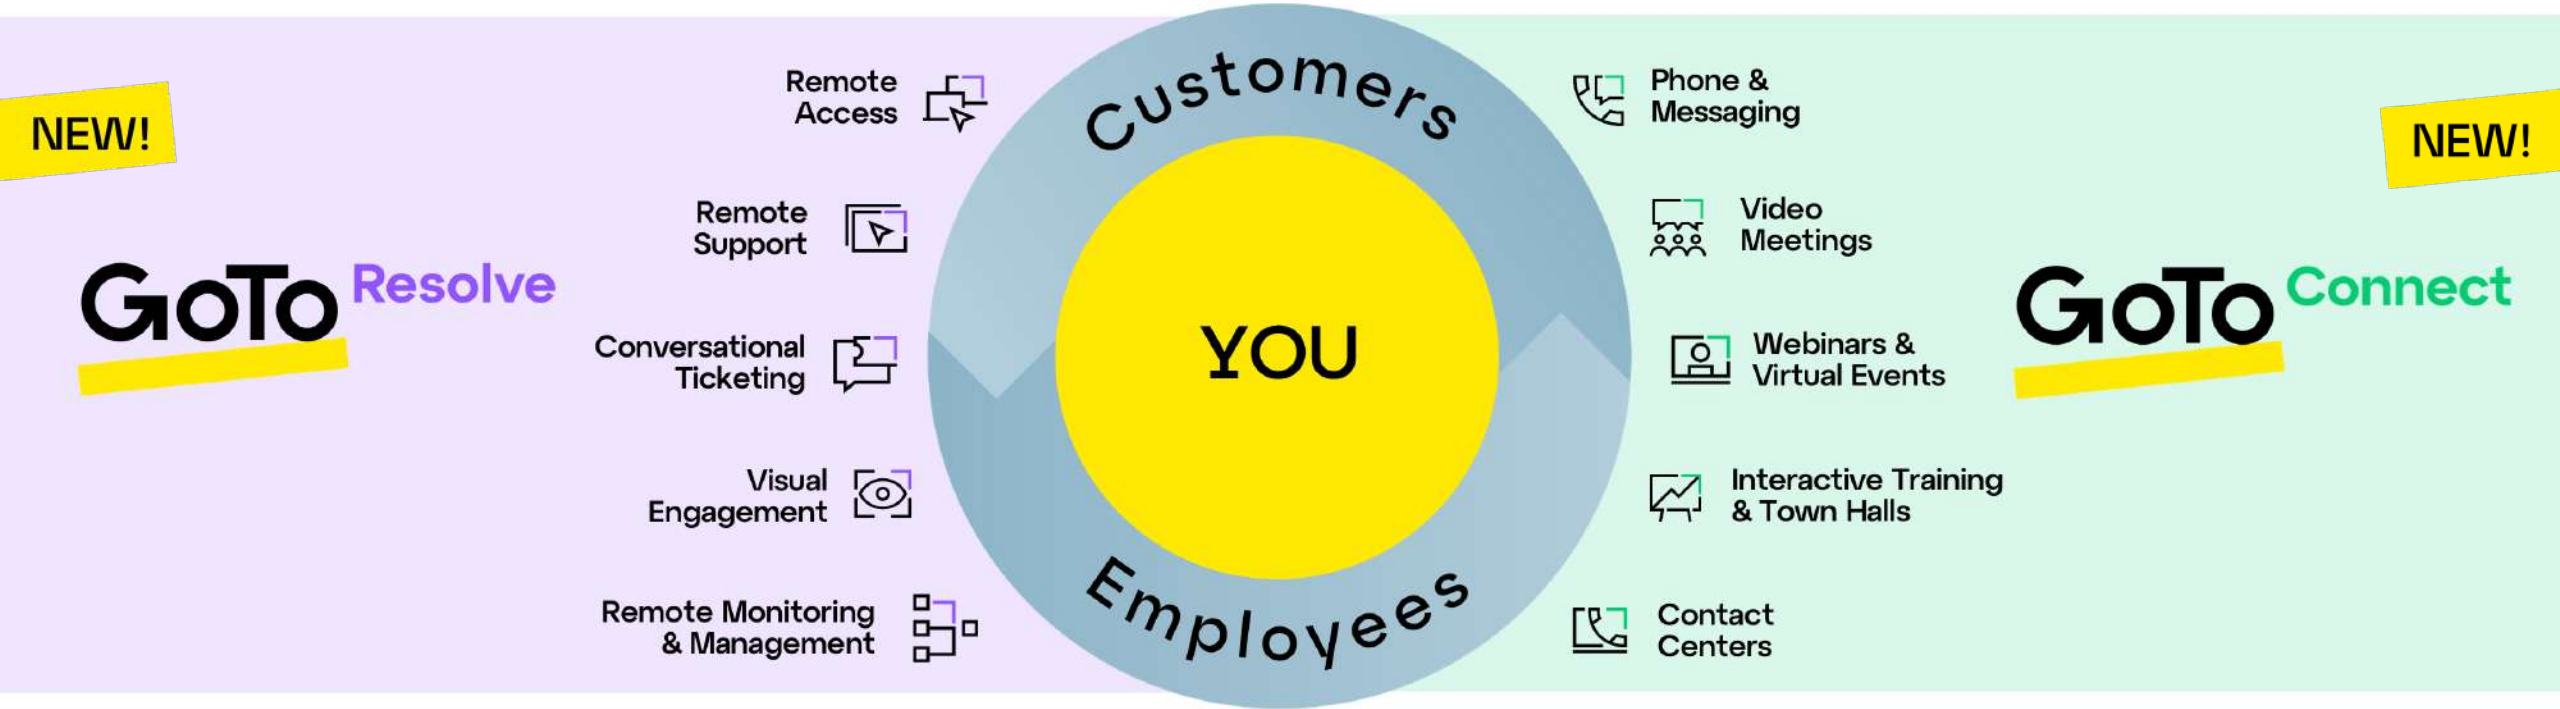 NEW!
GoTo Resolve
Remote
Access
Remote
Support
Conversational
Ticketing
Visual
Engagement
Remote Monitoring
& Management
Customers
YOU
Employees
Phone &
Messaging
Video
Meetings
Webinars &
Virtual Events
Interactive Training
& Town Halls
Contact
Centers
NEW!
GoTo Connect